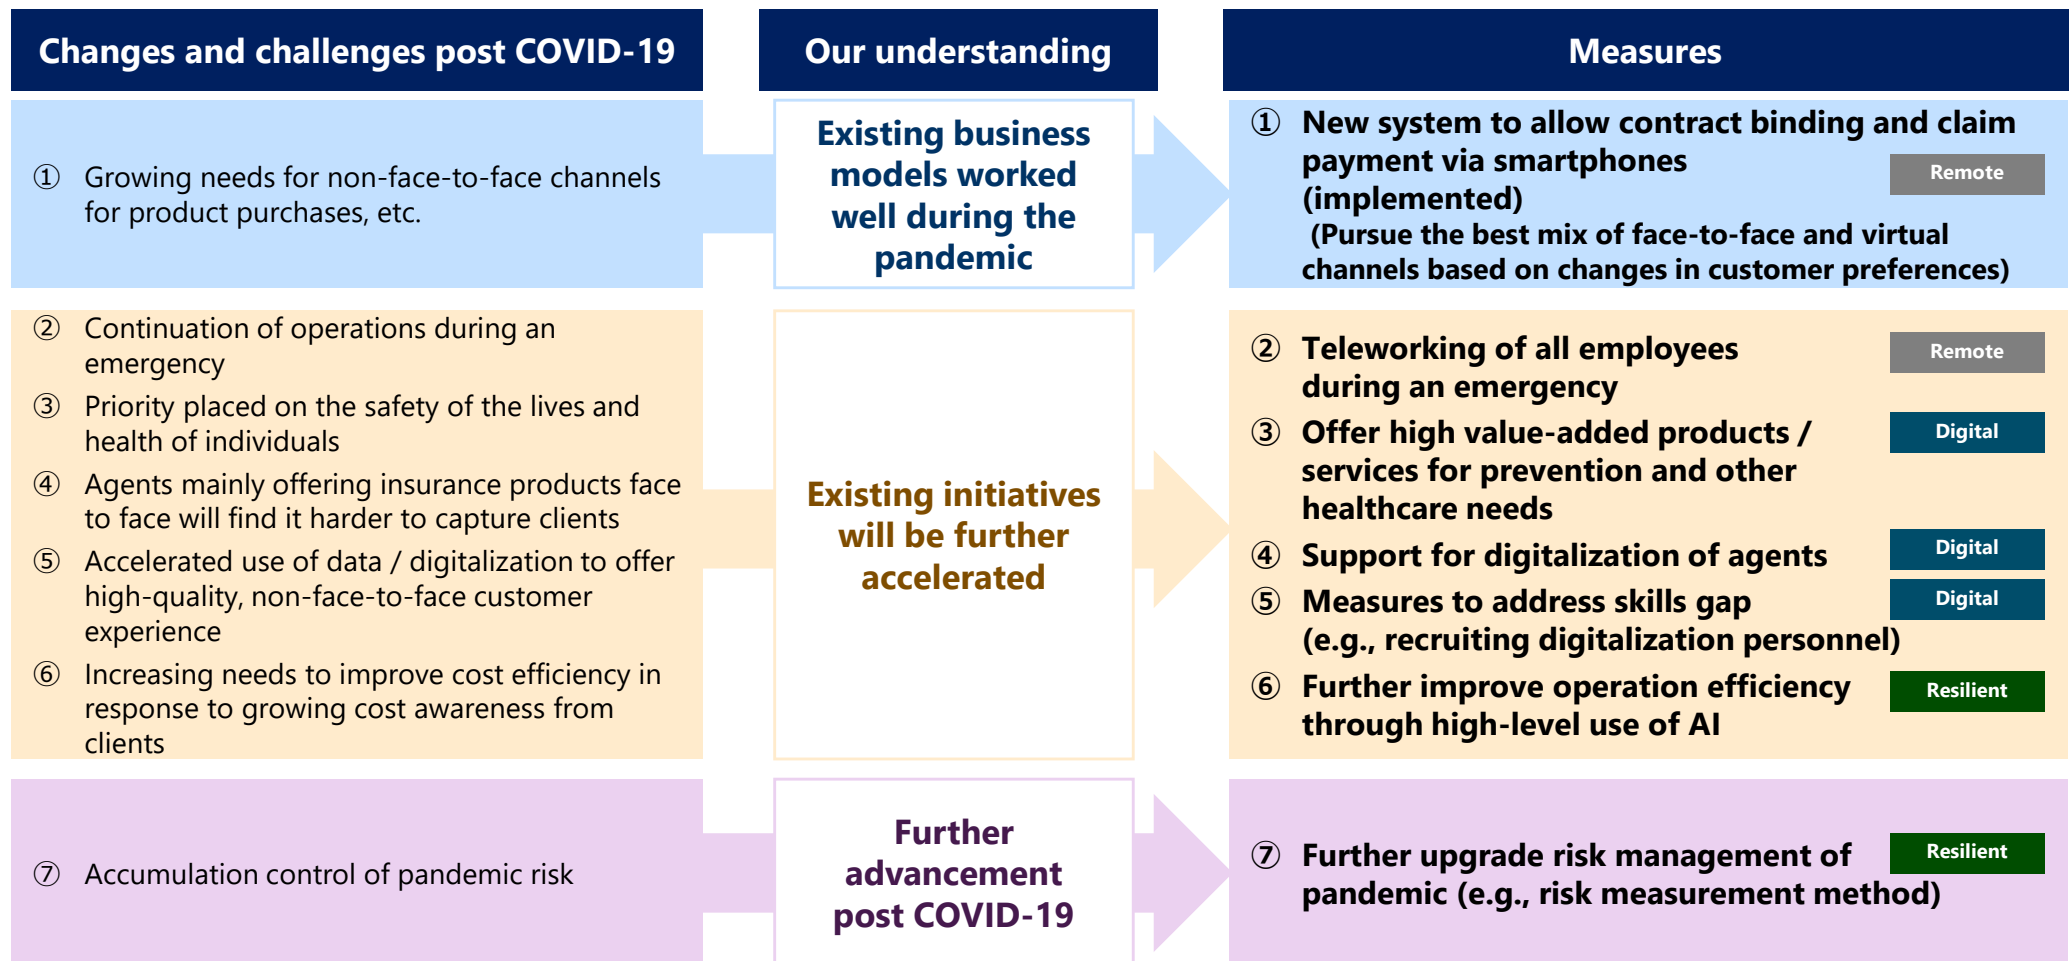 Changes and challenges post COVID-19
Our understanding
Measures
① Growing needs for non-face-to-face channels
for product purchases, etc.
Existing business
models worked
well during the
pandemic
① New system to allow contract binding and claim
payment via smartphones
Remote
(implemented)
(Pursue the best mix of face-to-face and virtual
channels based on changes in customer preferences)
② Continuation of operations during an
emergency
③ Priority placed on the safety of the lives and
health of individuals
④ Agents mainly offering insurance products face
to face will find it harder to capture clients
⑤ Accelerated use of data / digitalization to offer
high-quality, non-face-to-face customer
experience
⑥ Increasing needs to improve cost efficiency in
response to growing cost awareness from
clients
Existing initiatives
will be further
accelerated
② Teleworking of all employees
Remote
during an emergency
③ Offer high value-added products /
Digital
services for prevention and other
healthcare needs
④ Support for digitalization of agents
Digital
⑤ Measures to address skills gap
Digital
(e.g., recruiting digitalization personnel)
⑥ Further improve operation efficiency
Resilient
through high-level use of AI
⑦ Accumulation control of pandemic risk
Further
advancement
post COVID-19
⑦ Further upgrade risk management of
Resilient
pandemic (e.g., risk measurement method)